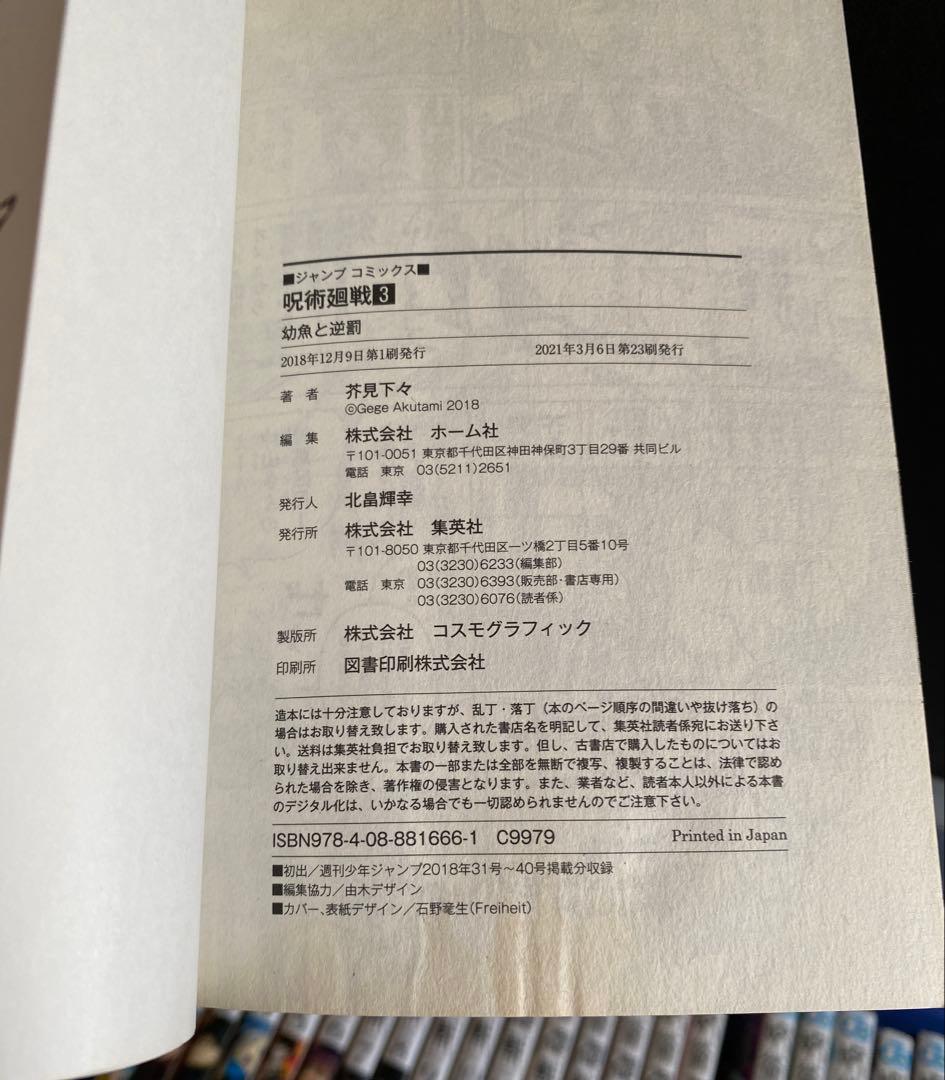 ■ジャンプ コミックス■
呪術廻戦3
幼魚と逆罰
2018年12月9日第1刷発行 2021年3月6日第23刷発行
著 者 芥見下々
©Gege Akutami 2018
編 集 株式会社 ホーム社
〒101-0051 東京都千代田区神田神保町3丁目29番 共同ビル
電話 東京 03(5211)2651
発行人 北畠輝幸
発行所 株式会社 集英社
〒101-8050 東京都千代田区一ツ橋2丁目5番10号
03(3230)6233(編集部)
電話 東京 03(3230)6393(販売部・書店専用)
03(3230)6076(読者係)
製版所 株式会社 コスモグラフィック
印刷所 図書印刷株式会社
造本には十分注意しておりますが、乱丁・落丁(本のページ順序の間違いや抜け落ち)の
場合はお取り替え致します。購入された書店名を明記して、集英社読者係宛にお送り下さ
い。送料は集英社負担でお取り替え致します。但し、古書店で購入したものについてはお
取り替え出来ません。本書の一部または全部を無断で複写、複製することは、法律で認め
られた場合を除き、著作権の侵害となります。また、業者など、読者本人以外による本書
のデジタル化は、いかなる場合でも一切認められませんのでご注意下さい。
ISBN978-4-08-881666-1 C9979 Printed in Japan
■初出/週刊少年ジャンプ2018年31号〜40号掲載分収録
■編集協力/由木デザイン
■カバー、表紙デザイン/石野竜生(Freiheit)